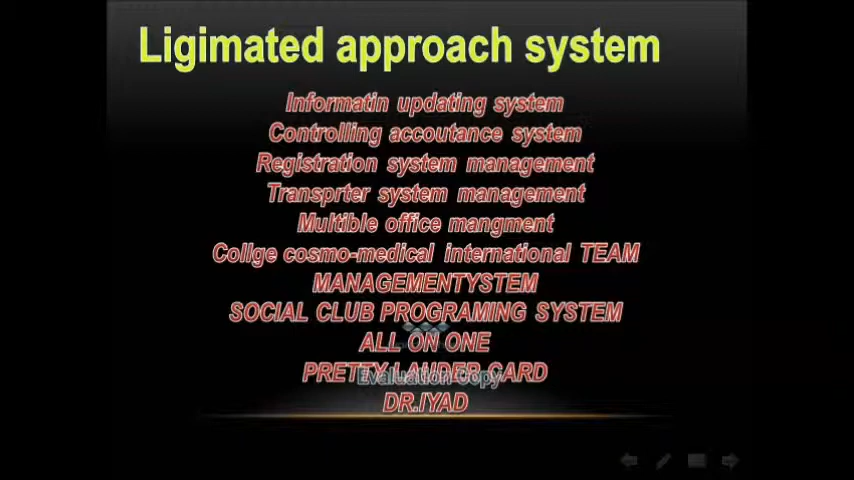 Ligimated approach system
Informatin updating system
Controlling accoutance system
Registration system management
Transprter system management
Multible office mangment
Collge cosmo-medical international TEAM
MANAGEMENTYSTEM
SOCIAL CLUB PROGRAMING SYSTEM
ALL ON ONE
PRETTY LAUDER CARD
Evaluation Copy
DR.IYAD